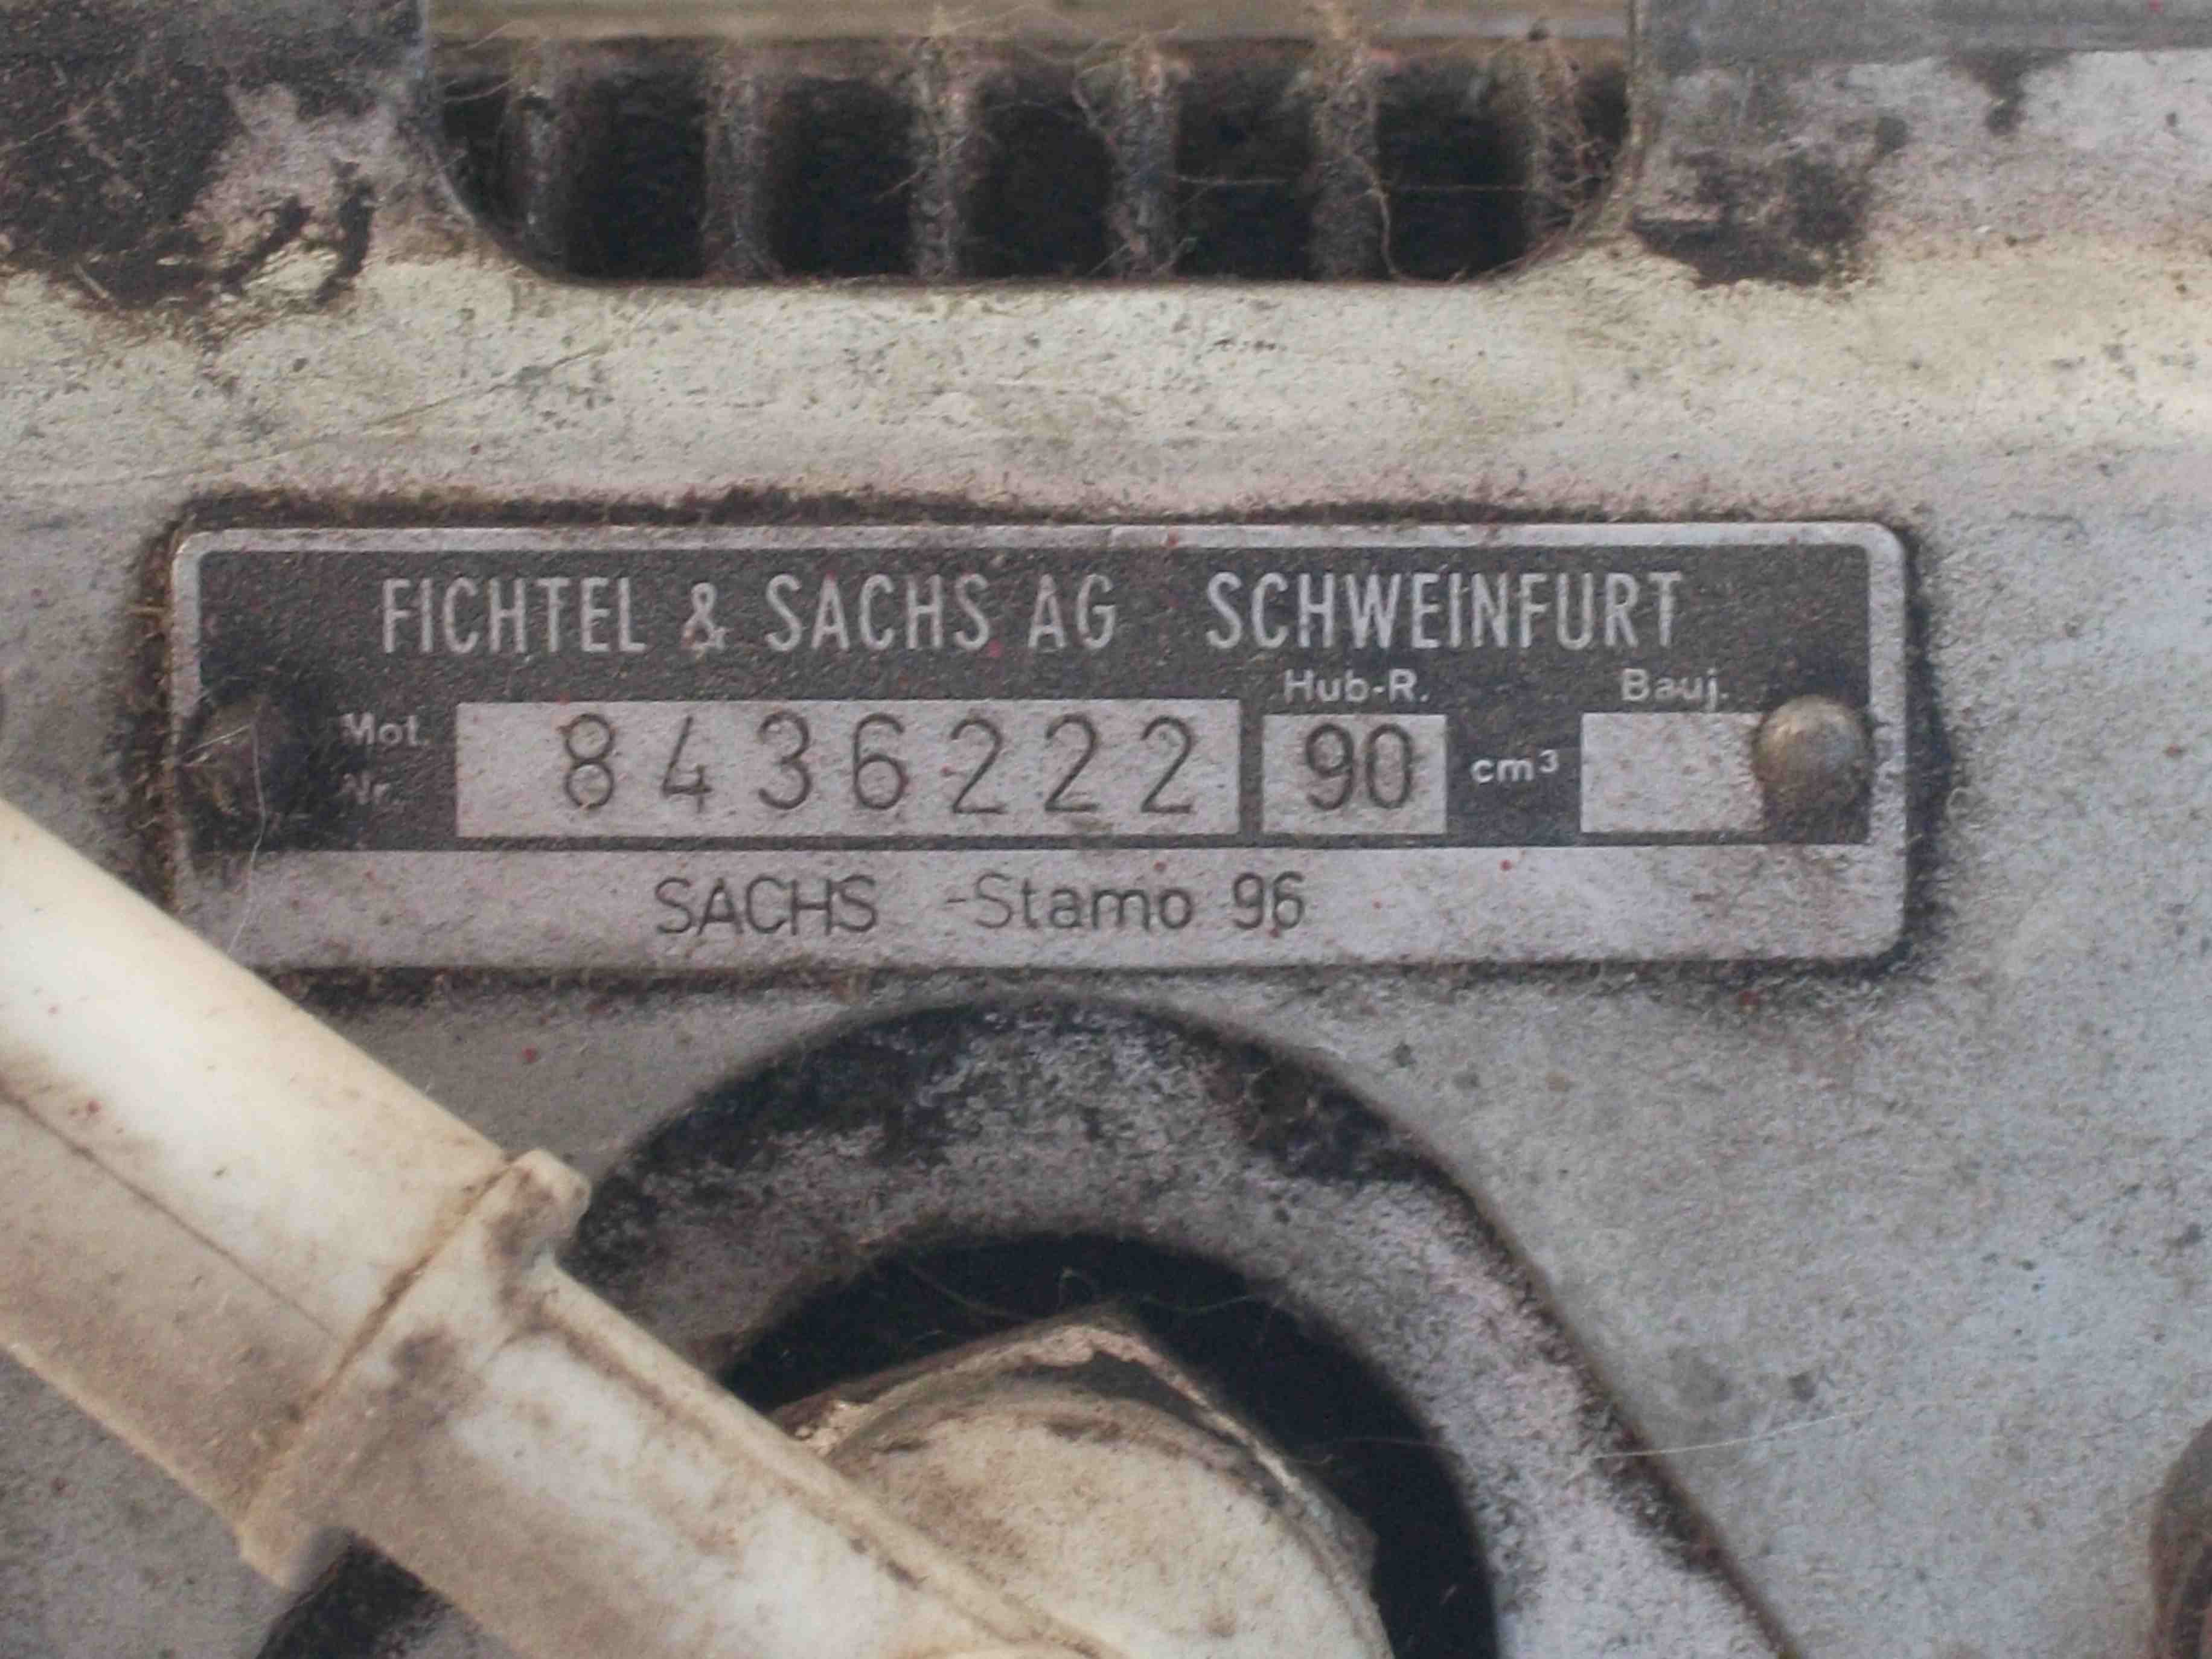 FICHTEL & SACHS AG SCHWEINFURT
Hub-R. Bauj.
Mot. Nr. 8436222 90 cm³
SACHS -Stamo 96